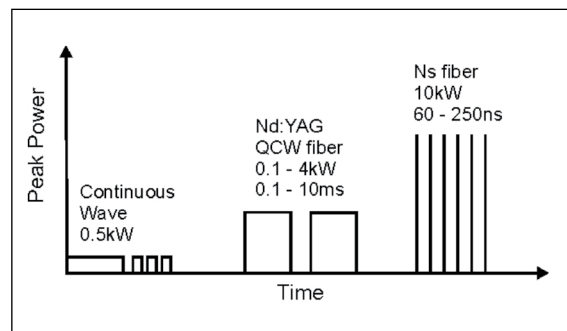 Peak Power
Continuous
Wave
0.5kW
Nd:YAG
QCW fiber
0.1 - 4kW
0.1 - 10ms
Ns fiber
10kW
60 - 250ns
Time